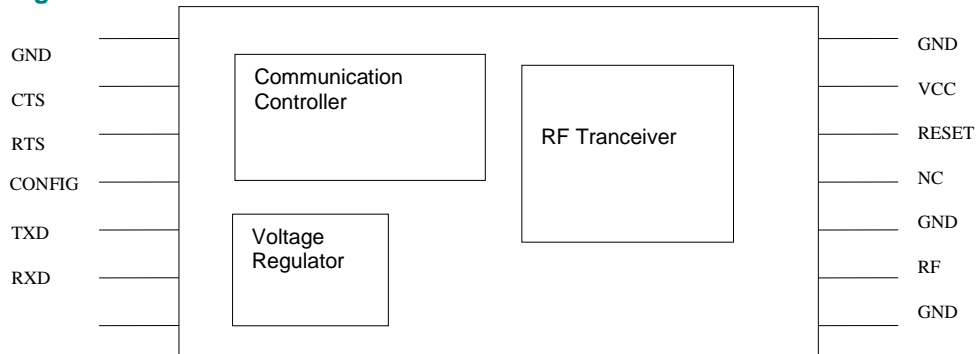 GND
CTS
RTS
CONFIG
TXD
RXD
Communication
Controller
Voltage
Regulator
RF Tranceiver
GND
VCC
RESET
NC
GND
RF
GND